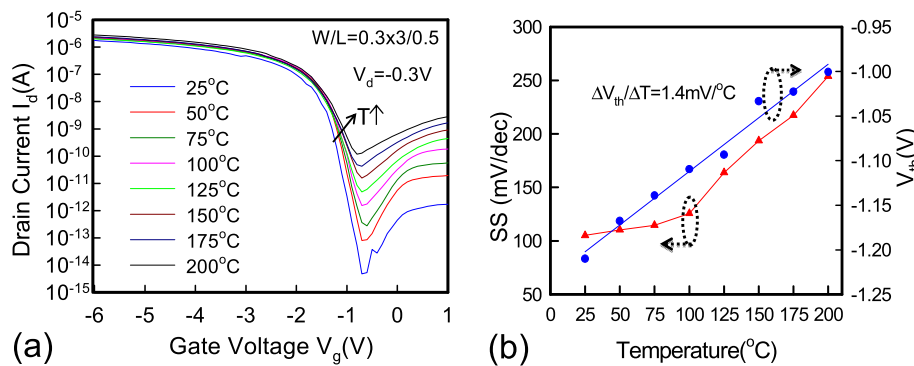 10⁻⁵
10⁻⁶
10⁻⁷
10⁻⁸
10⁻⁹
10⁻¹⁰
10⁻¹¹
10⁻¹²
10⁻¹³
10⁻¹⁴
10⁻¹⁵
Drain Current I_d(A)
W/L=0.3x3/0.5
V_d=-0.3V
T↑
25°C
50°C
75°C
100°C
125°C
150°C
175°C
200°C
-6 -5 -4 -3 -2 -1 0 1
Gate Voltage V_g(V)
(a)
300
250
200
150
100
50
SS (mV/dec)
ΔV_th/ΔT=1.4mV/°C
-0.95
-1.00
-1.05
-1.10
-1.15
-1.20
-1.25
V_th(V)
0 25 50 75 100 125 150 175 200
Temperature(°C)
(b)